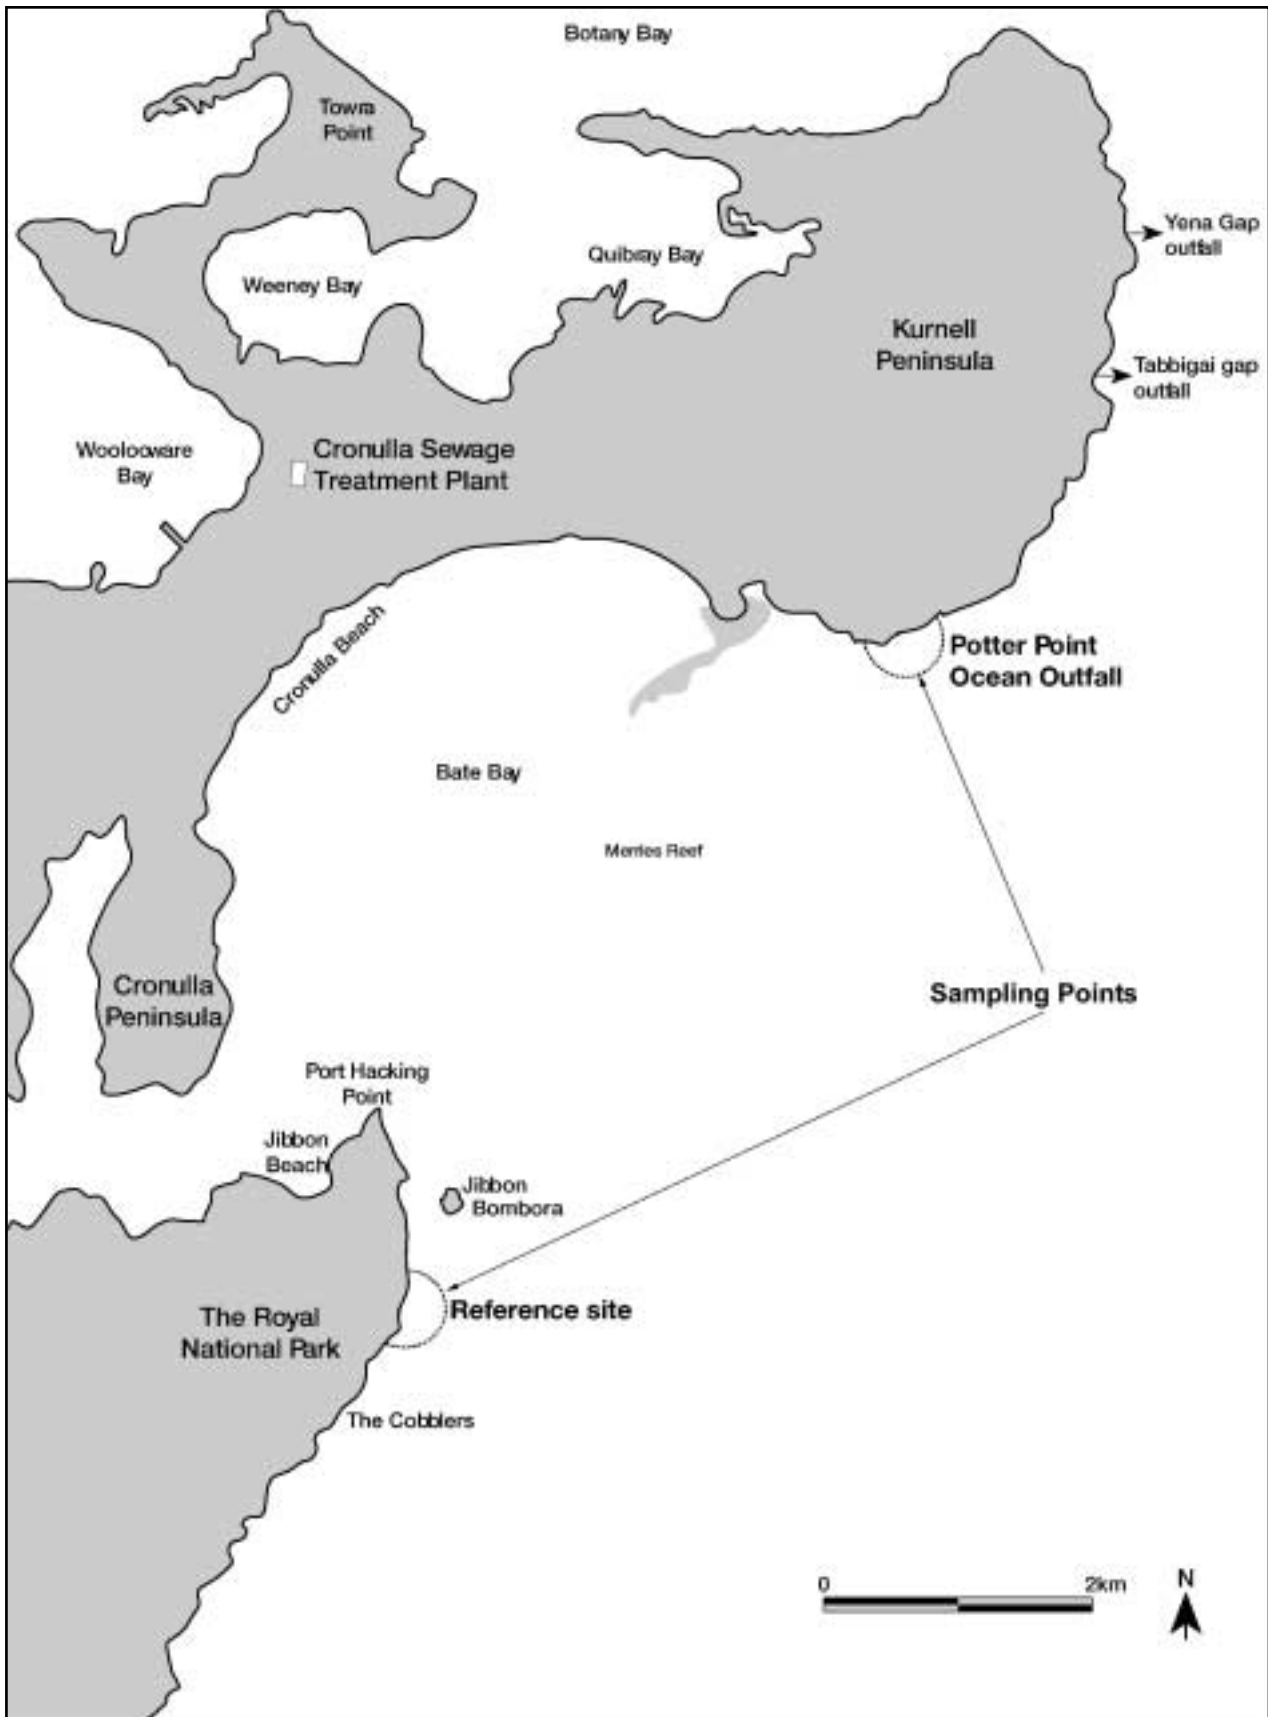 Botany Bay
Towra
Point
Yena Gap
outfall
Quibray Bay
Weeney Bay
Kurnell
Peninsula
Tabbigai gap
outfall
Woolooware
Bay
Cronulla Sewage
Treatment Plant
Cronulla Beach
Potter Point
Ocean Outfall
Bate Bay
Merries Reef
Cronulla
Peninsula
Sampling Points
Port Hacking
Point
Jibbon
Beach
Jibbon
Bombora
Reference site
The Royal
National Park
The Cobblers
0 2km
N